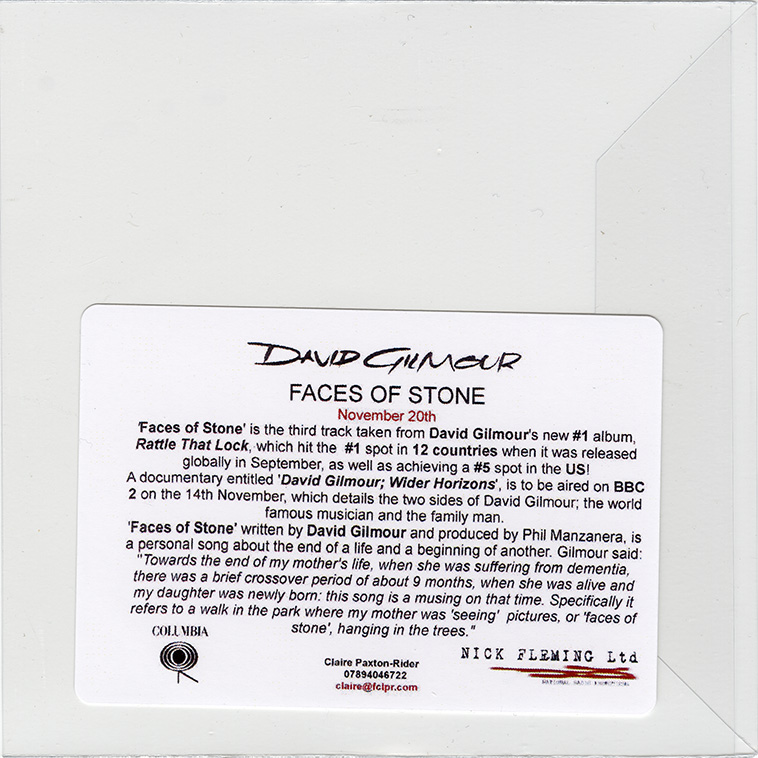 DAVID GILMOUR
FACES OF STONE
November 20th
'Faces of Stone' is the third track taken from David Gilmour's new #1 album,
Rattle That Lock, which hit the #1 spot in 12 countries when it was released
globally in September, as well as achieving a #5 spot in the US!
A documentary entitled 'David Gilmour; Wider Horizons', is to be aired on BBC
2 on the 14th November, which details the two sides of David Gilmour; the world
famous musician and the family man.
'Faces of Stone' written by David Gilmour and produced by Phil Manzanera, is
a personal song about the end of a life and a beginning of another. Gilmour said:
"Towards the end of my mother's life, when she was suffering from dementia,
there was a brief crossover period of about 9 months, when she was alive and
my daughter was newly born: this song is a musing on that time. Specifically it
refers to a walk in the park where my mother was 'seeing' pictures, or 'faces of
stone', hanging in the trees."
COLUMBIA
Claire Paxton-Rider
07894046722
claire@fclpr.com
NICK FLEMING Ltd
NATIONAL RADIO PROMOTIONS